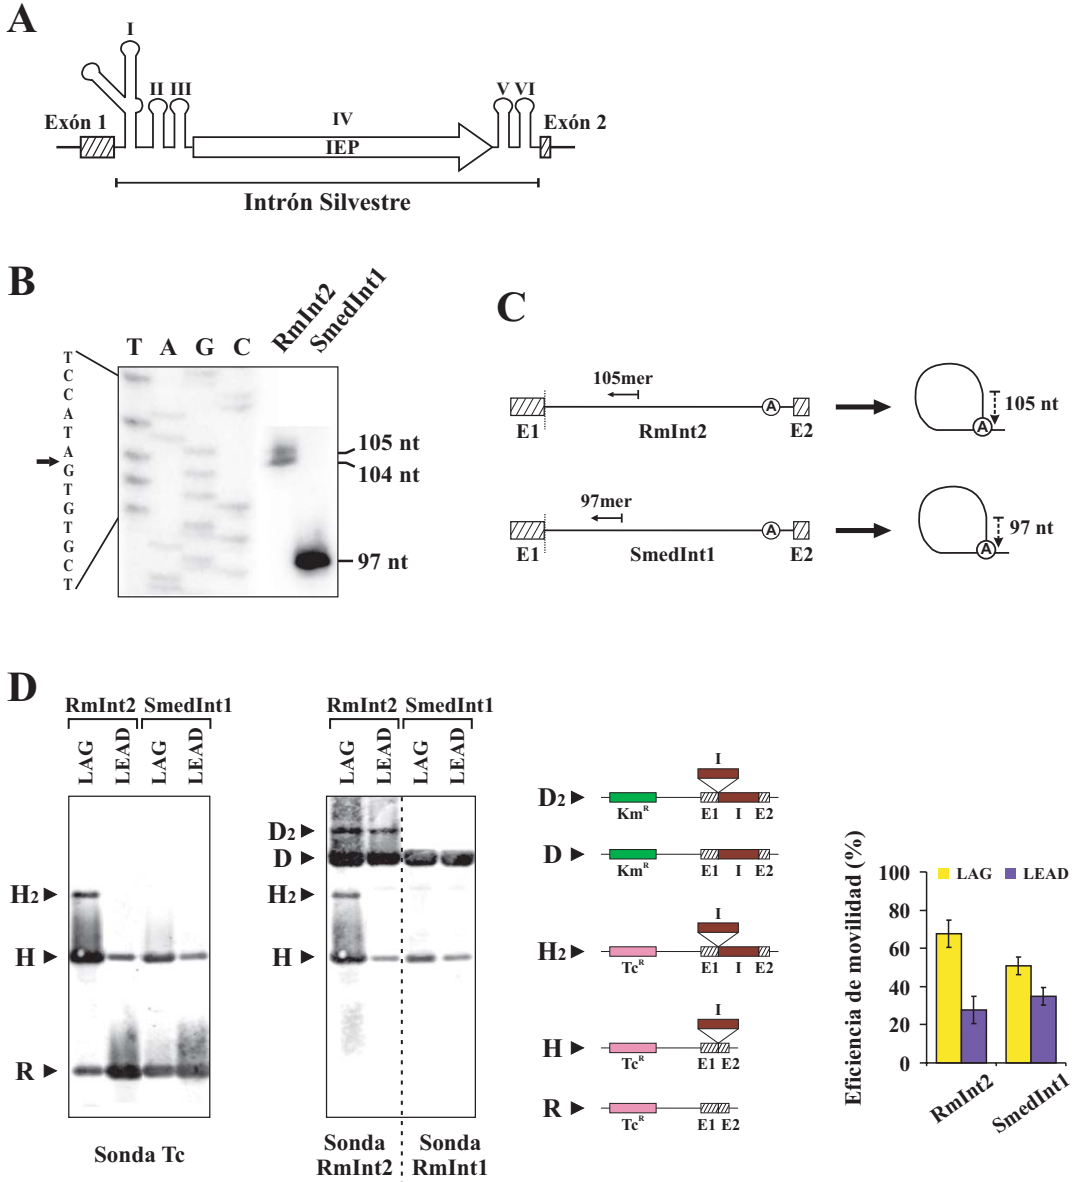 A
I
II III
IV
V VI
Exón 1
Exón 2
IEP
Intrón Silvestre
B
RmInt2
SmedInt1
T A G C
T
C
C
A
T
A
G
T
G
T
G
C
T
105 nt
104 nt
97 nt
C
105mer
A
E1
RmInt2
E2
A
105 nt
97mer
A
E1
SmedInt1
E2
A
97 nt
D
RmInt2 SmedInt1
LAG LEAD LAG LEAD
H2
H
R
Sonda Tc
RmInt2 SmedInt1
LAG LEAD LAG LEAD
D2
D
H2
H
Sonda RmInt2
Sonda RmInt1
I
D2
KmR E1 I E2
D
KmR E1 I E2
I
H2
TcR E1 I E2
I
H
TcR E1 E2
R
TcR E1 E2
Eficiencia de movilidad (%)
LAG LEAD
100
80
60
40
20
0
RmInt2
SmedInt1